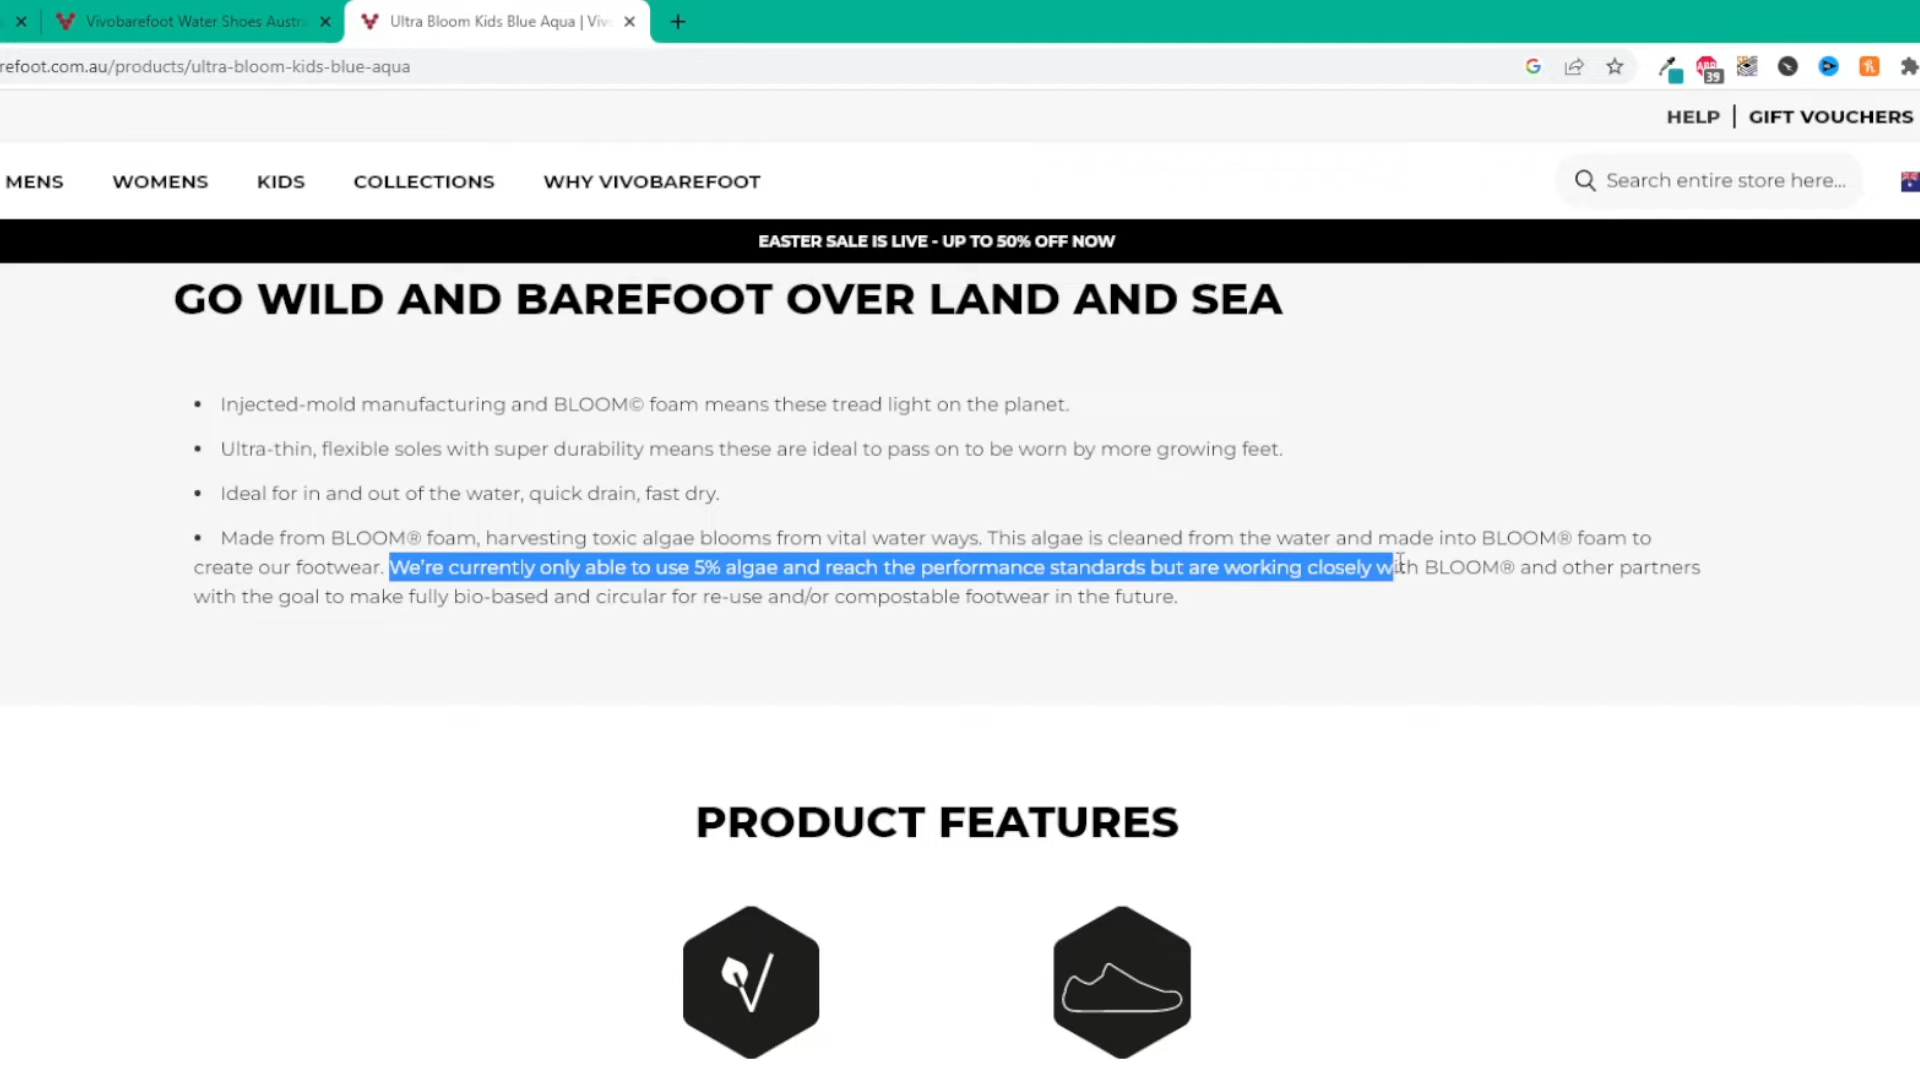 Vivobarefoot Water Shoes Austr
Ultra Bloom Kids Blue Aqua | Viv
refoot.com.au/products/ultra-bloom-kids-blue-aqua
39
HELP | GIFT VOUCHERS
MENS WOMENS KIDS COLLECTIONS WHY VIVOBAREFOOT
Search entire store here...
EASTER SALE IS LIVE - UP TO 50% OFF NOW
GO WILD AND BAREFOOT OVER LAND AND SEA
• Injected-mold manufacturing and BLOOM© foam means these tread light on the planet.
• Ultra-thin, flexible soles with super durability means these are ideal to pass on to be worn by more growing feet.
• Ideal for in and out of the water, quick drain, fast dry.
• Made from BLOOM® foam, harvesting toxic algae blooms from vital water ways. This algae is cleaned from the water and made into BLOOM® foam to
create our footwear. We're currently only able to use 5% algae and reach the performance standards but are working closely with BLOOM® and other partners
with the goal to make fully bio-based and circular for re-use and/or compostable footwear in the future.
PRODUCT FEATURES